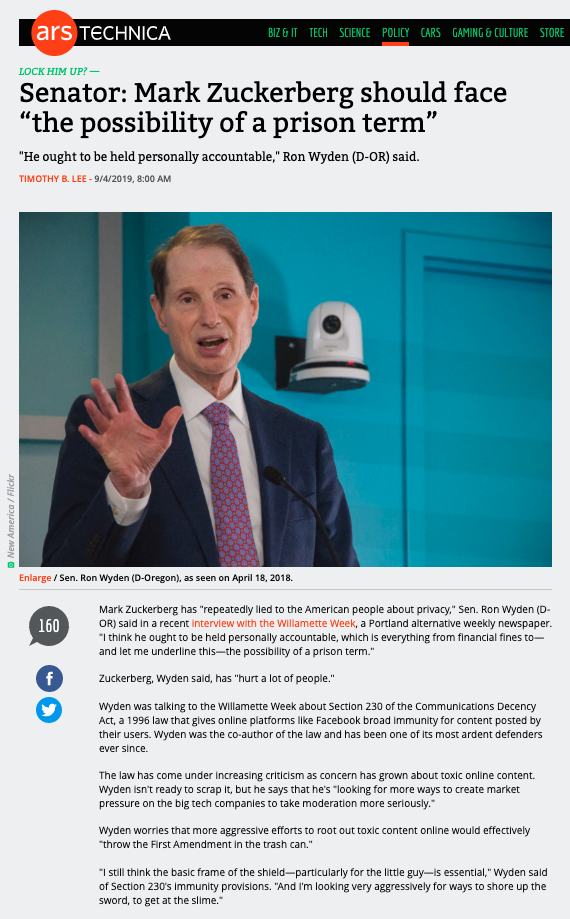 ars TECHNICA
BIZ & IT TECH SCIENCE POLICY CARS GAMING & CULTURE STORE
LOCK HIM UP? —
Senator: Mark Zuckerberg should face
“the possibility of a prison term”
"He ought to be held personally accountable," Ron Wyden (D-OR) said.
TIMOTHY B. LEE - 9/4/2019, 8:00 AM
New America / Flickr
Enlarge / Sen. Ron Wyden (D-Oregon), as seen on April 18, 2018.
160
Mark Zuckerberg has "repeatedly lied to the American people about privacy," Sen. Ron Wyden (D-
OR) said in a recent interview with the Willamette Week, a Portland alternative weekly newspaper.
"I think he ought to be held personally accountable, which is everything from financial fines to—
and let me underline this—the possibility of a prison term."
Zuckerberg, Wyden said, has "hurt a lot of people."
Wyden was talking to the Willamette Week about Section 230 of the Communications Decency
Act, a 1996 law that gives online platforms like Facebook broad immunity for content posted by
their users. Wyden was the co-author of the law and has been one of its most ardent defenders
ever since.
The law has come under increasing criticism as concern has grown about toxic online content.
Wyden isn't ready to scrap it, but he says that he's "looking for more ways to create market
pressure on the big tech companies to take moderation more seriously."
Wyden worries that more aggressive efforts to root out toxic content online would effectively
"throw the First Amendment in the trash can."
"I still think the basic frame of the shield—particularly for the little guy—is essential," Wyden said
of Section 230's immunity provisions. "And I'm looking very aggressively for ways to shore up the
sword, to get at the slime."